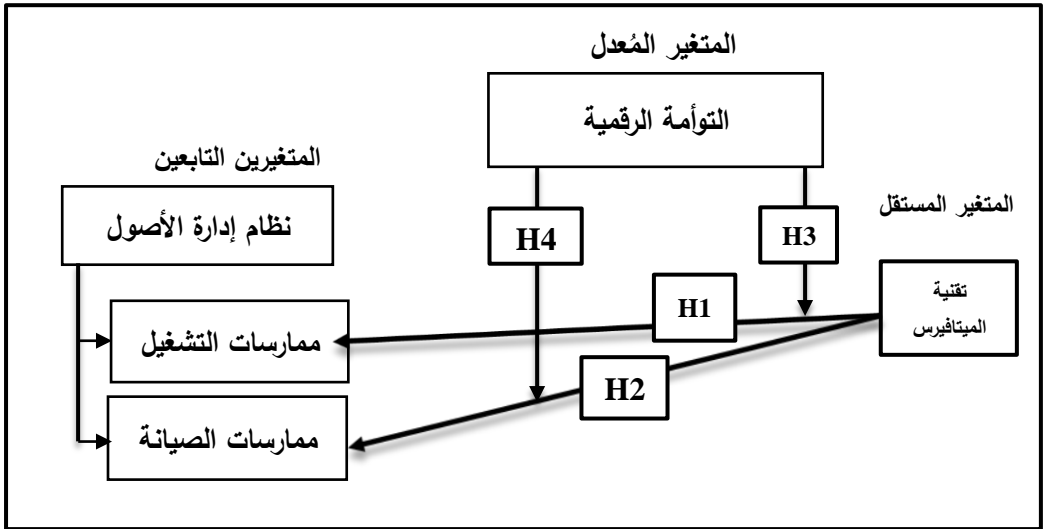 المتغير المُعدل
التوأمة الرقمية
المتغير المستقل
تقنية
الميتافيرس
المتغيرين التابعين
نظام إدارة الأصول
ممارسات التشغيل
ممارسات الصيانة
H3
H4
H1
H2